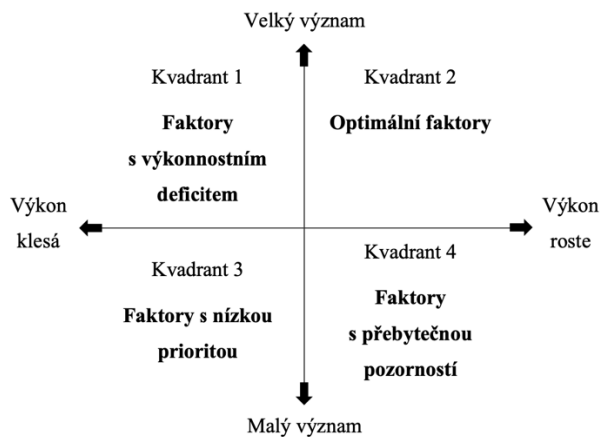 Velký význam
Kvadrant 1
Faktory
s výkonnostním
deficitem
Kvadrant 2
Optimální faktory
Výkon
klesá
Výkon
roste
Kvadrant 3
Faktory s nízkou
prioritou
Kvadrant 4
Faktory
s přebytečnou
pozorností
Malý význam